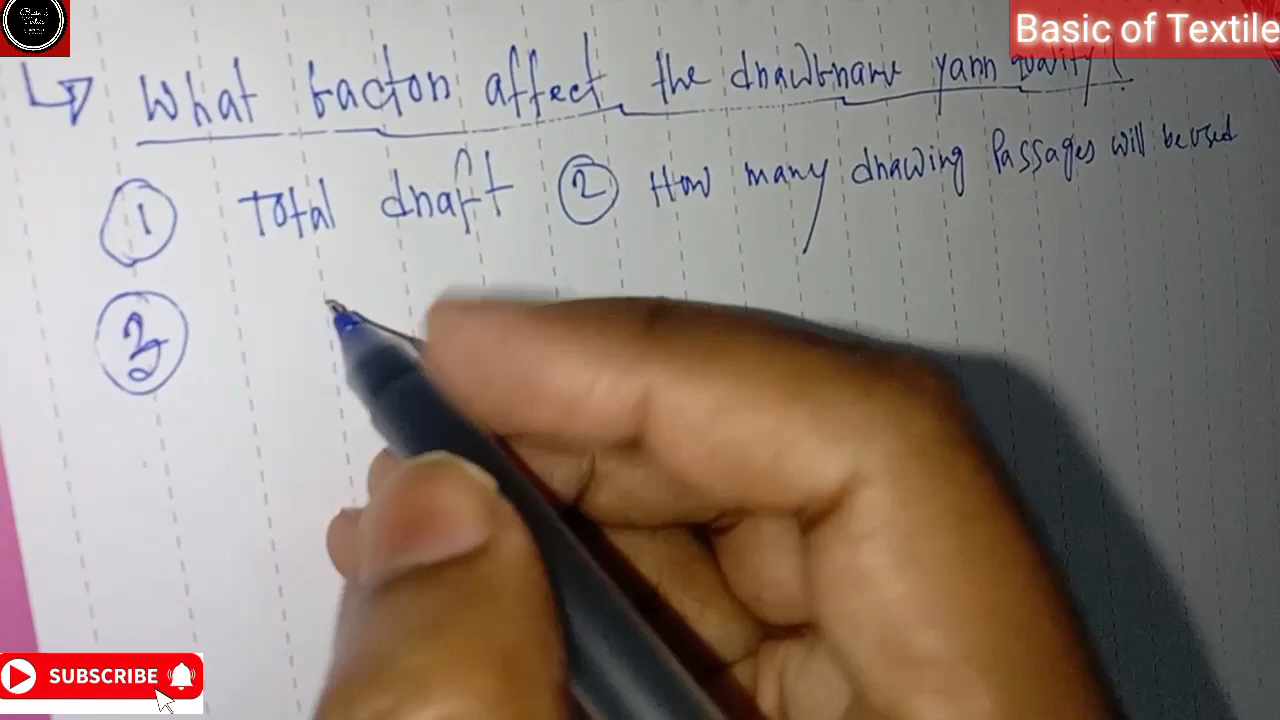 Basic of Textile
What factor affect the drawframe yarn quality?
① Total draft ② How many drawing Passages will be used
③
SUBSCRIBE